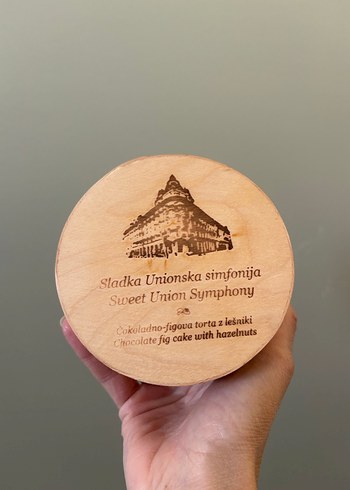 Sladka Unionska simfonija
Sweet Union Symphony
Čokoladno-figova torta z lešniki
Chocolate fig cake with hazelnuts